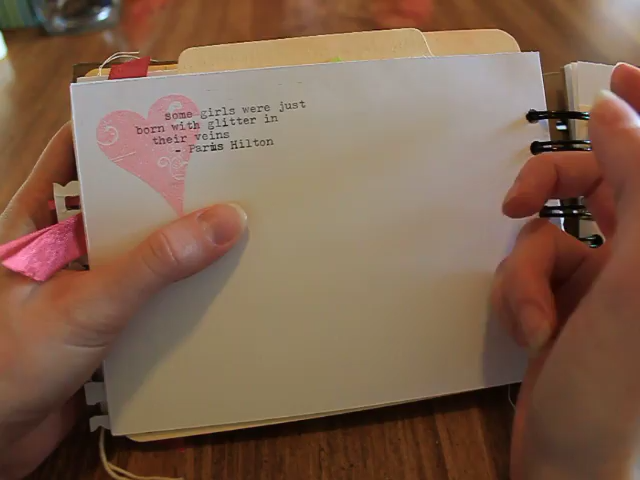 some girls were just
born with glitter in
their veins
- Paris Hilton